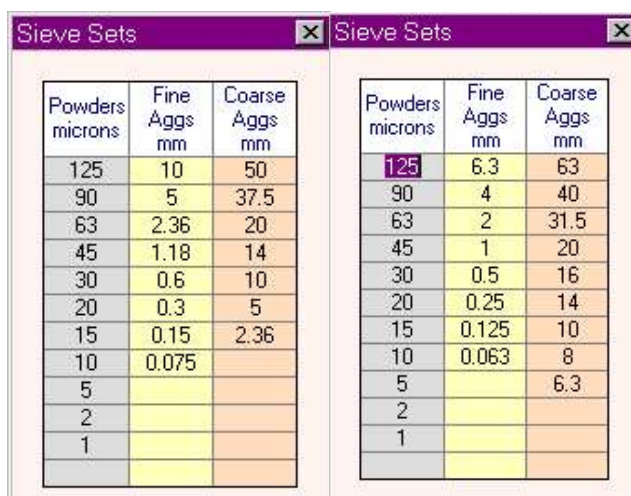 Sieve Sets
Powders microns Fine Aggs mm Coarse Aggs mm
125 10 50
90 5 37.5
63 2.36 20
45 1.18 14
30 0.6 10
20 0.3 5
15 0.15 2.36
10 0.075
5
2
1
Sieve Sets
Powders microns Fine Aggs mm Coarse Aggs mm
125 6.3 63
90 4 40
63 2 31.5
45 1 20
30 0.5 16
20 0.25 14
15 0.125 10
10 0.063 8
5 6.3
2
1